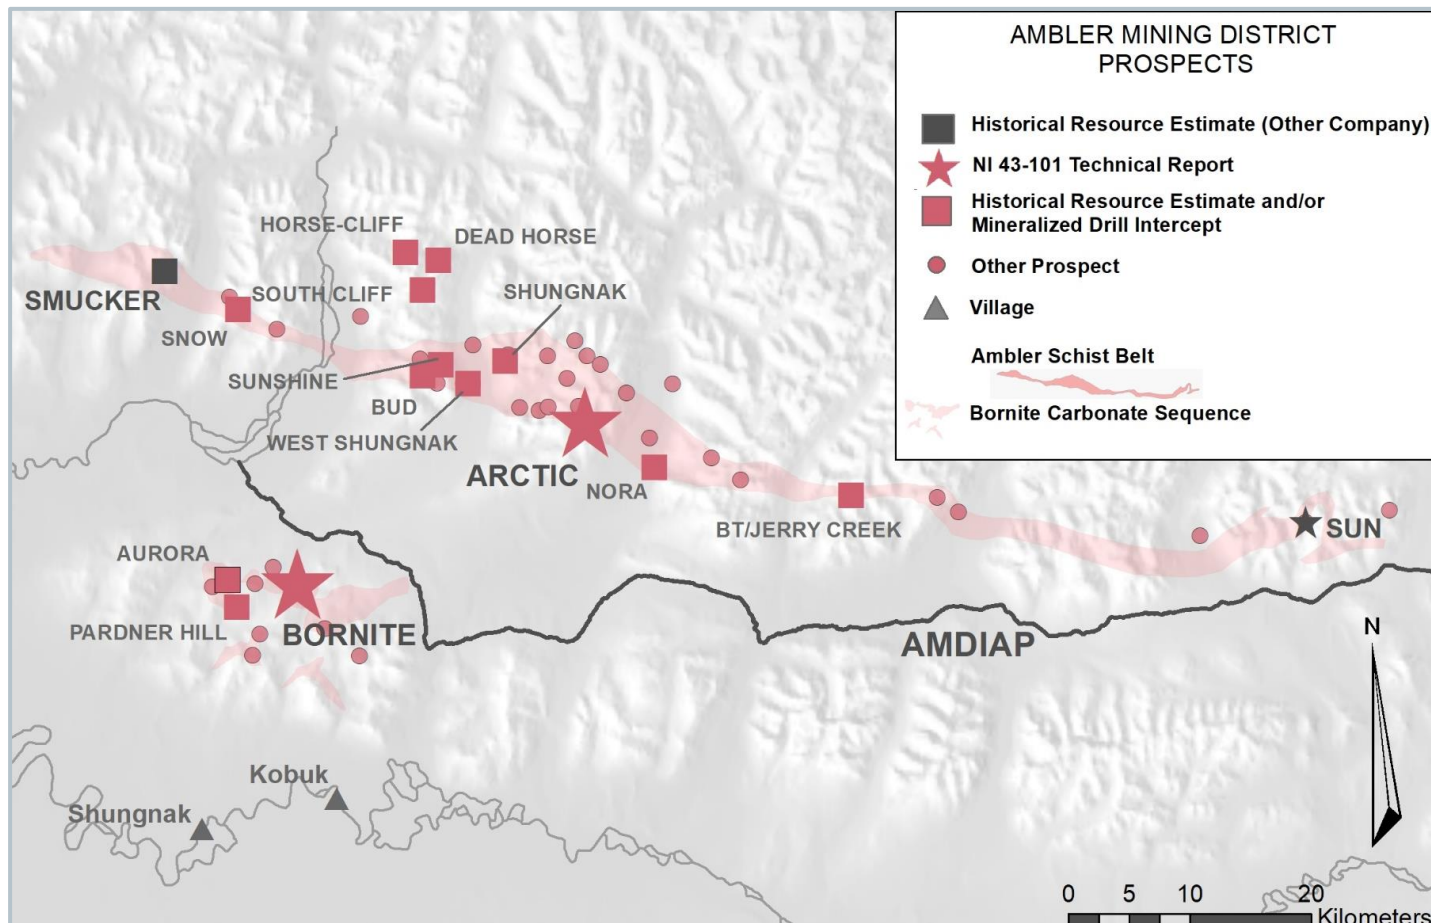 AMBLER MINING DISTRICT
PROSPECTS
Historical Resource Estimate (Other Company)
NI 43-101 Technical Report
Historical Resource Estimate and/or
Mineralized Drill Intercept
Other Prospect
Village
Ambler Schist Belt
Bornite Carbonate Sequence
HORSE-CLIFF
DEAD HORSE
SMUCKER
SOUTH CLIFF
SHUNGNAK
SNOW
SUNSHINE
BUD
WEST SHUNGNAK
ARCTIC
NORA
BT/JERRY CREEK
SUN
AURORA
PARDNER HILL
BORNITE
AMDIAP
N
Kobuk
Shungnak
0 5 10 20
Kilometers